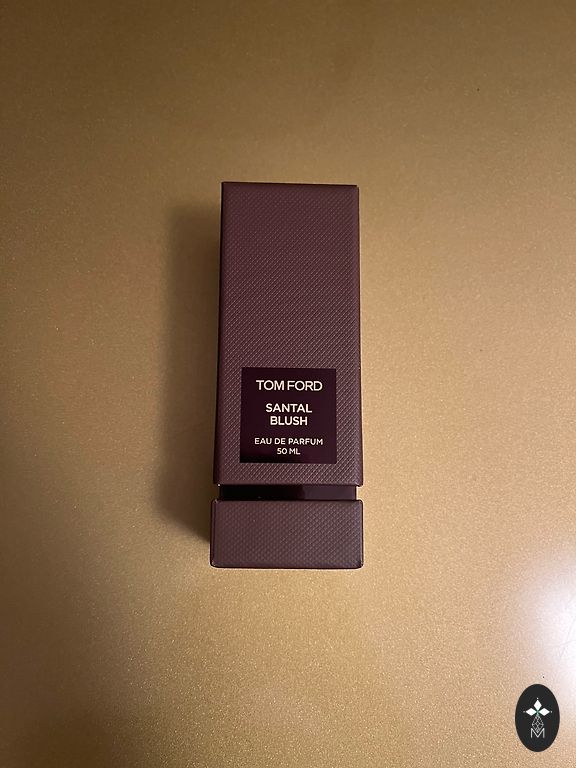 TOM FORD
SANTAL
BLUSH
EAU DE PARFUM
50 ML
M